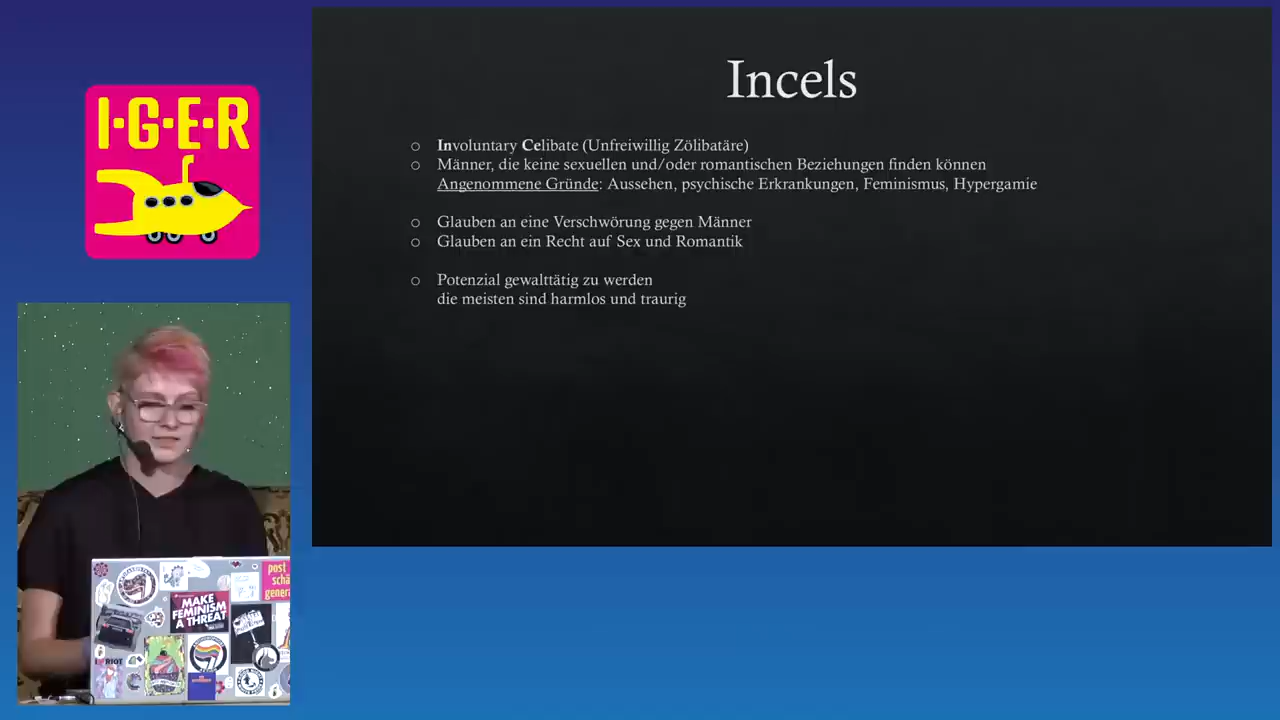 I·G·E·R
Incels
Involuntary Celibate (Unfreiwillig Zölibatäre)
Männer, die keine sexuellen und/oder romantischen Beziehungen finden können
Angenommene Gründe: Aussehen, psychische Erkrankungen, Feminismus, Hypergamie
Glauben an eine Verschwörung gegen Männer
Glauben an ein Recht auf Sex und Romantik
Potenzial gewalttätig zu werden
die meisten sind harmlos und traurig
post
schä
genera
MAKE
FEMINISM
A THREAT
RIOT